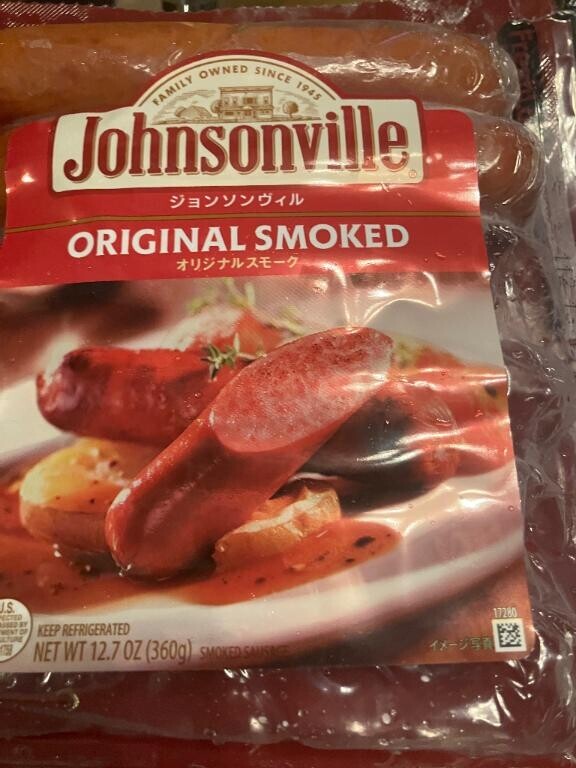 FAMILY OWNED SINCE 1945
Johnsonville®
ジョンソンヴィル
ORIGINAL SMOKED
オリジナルスモーク
U.S.
KEEP REFRIGERATED
NET WT 12.7 OZ (360g) SMOKED SAUSAGE
17280
イメージ写真